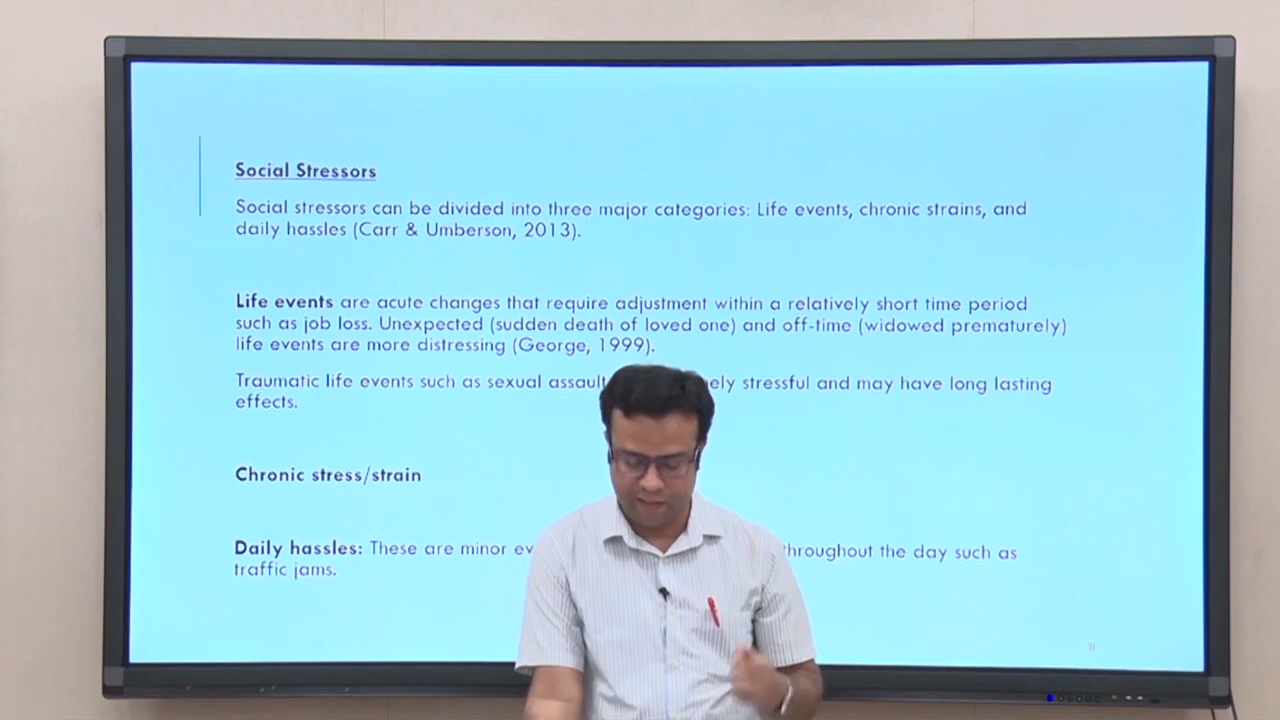 Social Stressors
Social stressors can be divided into three major categories: Life events, chronic strains, and
daily hassles (Carr & Umberson, 2013).
Life events are acute changes that require adjustment within a relatively short time period
such as job loss. Unexpected (sudden death of loved one) and off-time (widowed prematurely)
life events are more distressing (George, 1999).
Traumatic life events such as sexual assault stressful and may have long lasting
effects.
Chronic stress/strain
Daily hassles: These are minor throughout the day such as
traffic jams.
31